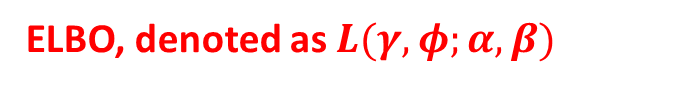 ELBO, denoted as L(γ, ϕ; α, β)